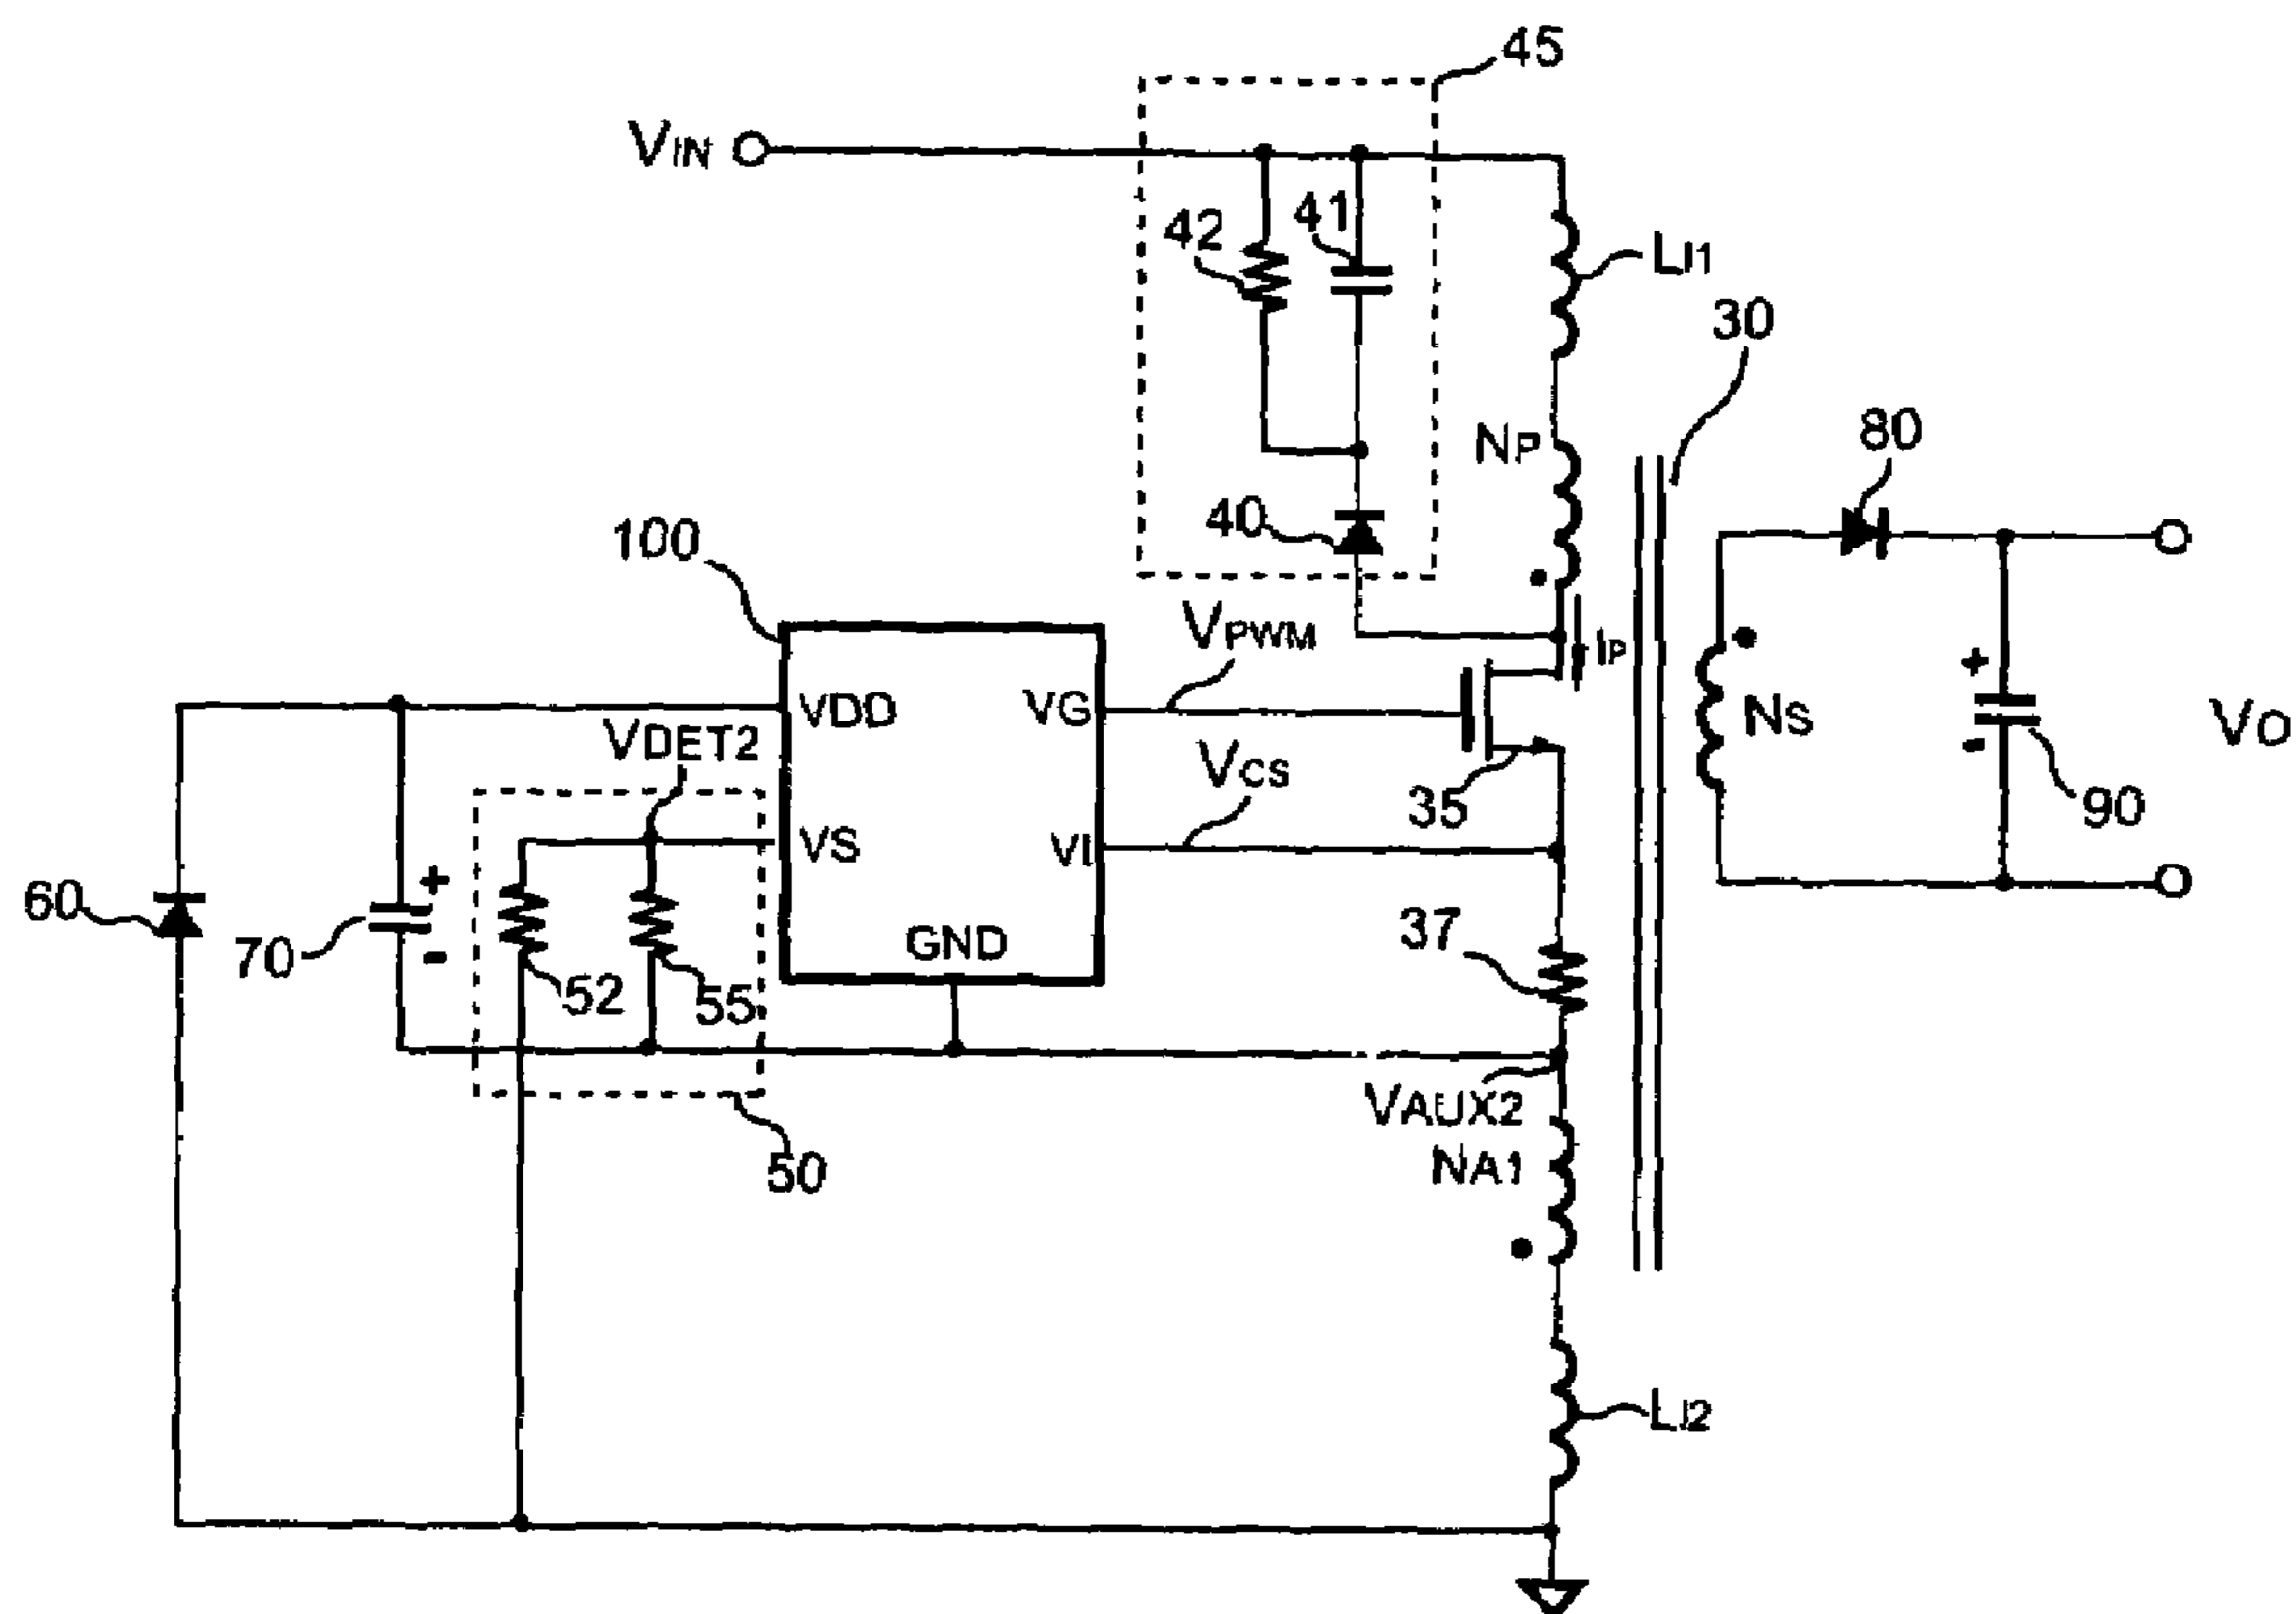 45
VIN
42
41
LI1
30
NP
80
40
100
VPWM
IP
VDD
VG
VDET2
NS
VO
VCS
35
90
VS
VI
60
70
37
GND
52
55
VAUX2
50
NA1
LI2